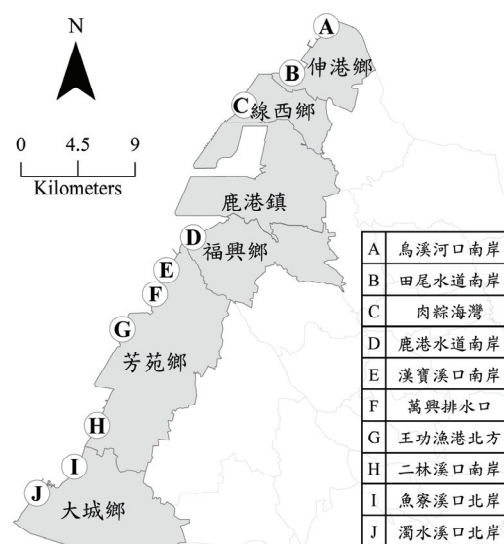 N
0 4.5 9
Kilometers
A
伸港鄉
B
C
線西鄉
鹿港鎮
D
福興鄉
E
F
G
芳苑鄉
H
I
J
大城鄉
A 烏溪河口南岸
B 田尾水道南岸
C 肉粽海灣
D 鹿港水道南岸
E 漢寶溪口南岸
F 萬興排水口
G 王功漁港北方
H 二林溪口南岸
I 魚寮溪口北岸
J 濁水溪口北岸